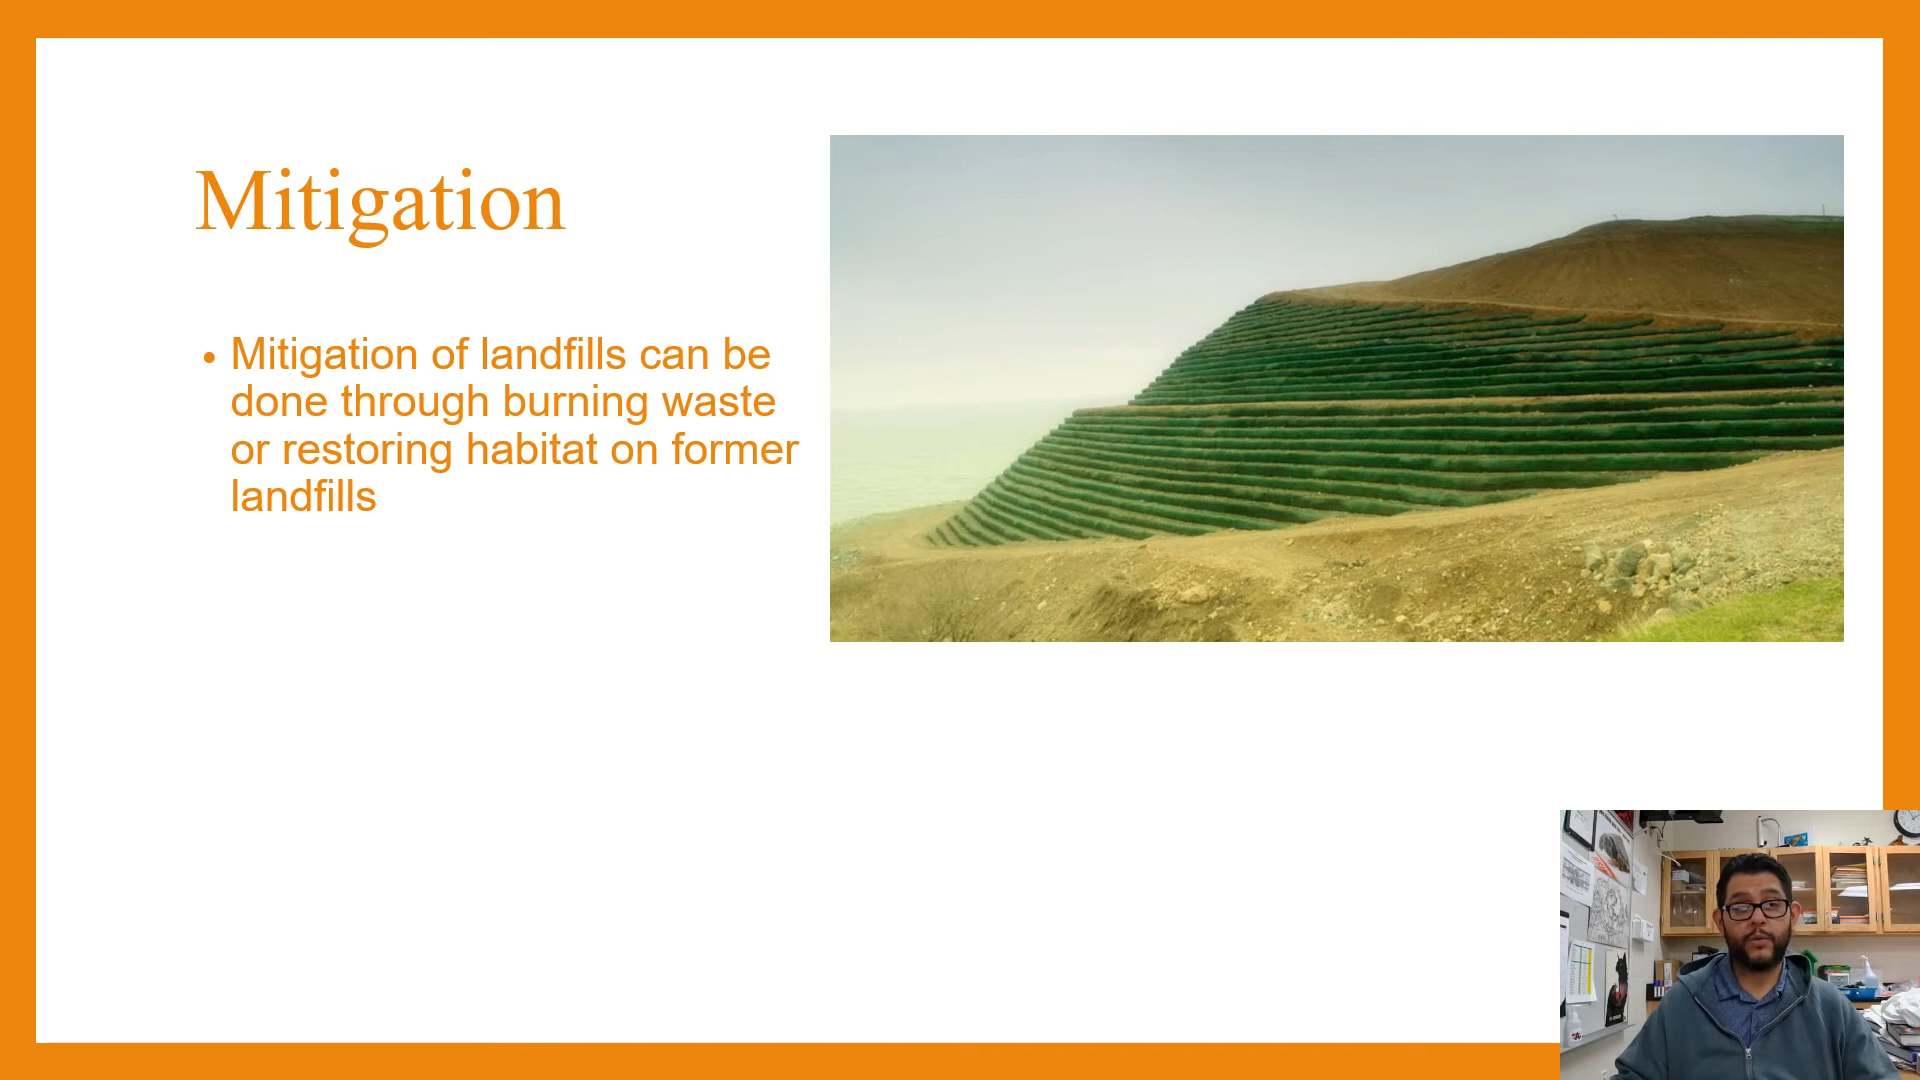 Mitigation
• Mitigation of landfills can be
done through burning waste
or restoring habitat on former
landfills